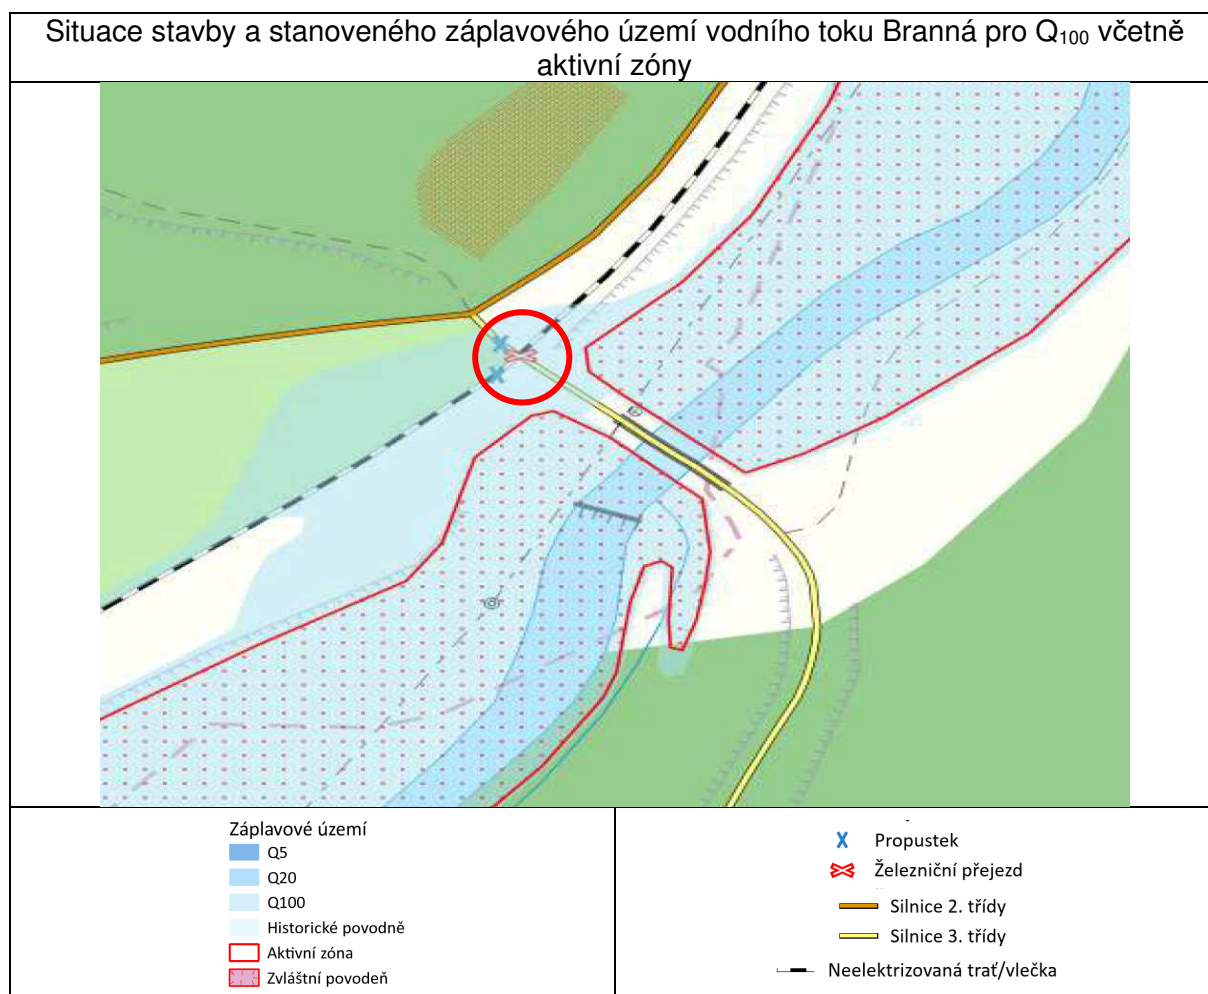 Situace stavby a stanoveného záplavového území vodního toku Branná pro Q₁₀₀ včetně
aktivní zóny
Záplavové území
Q5
Q20
Q100
Historické povodně
Aktivní zóna
Zvláštní povodeň
Propustek
Železniční přejezd
Silnice 2. třídy
Silnice 3. třídy
Neelektrizovaná trať/vlečka